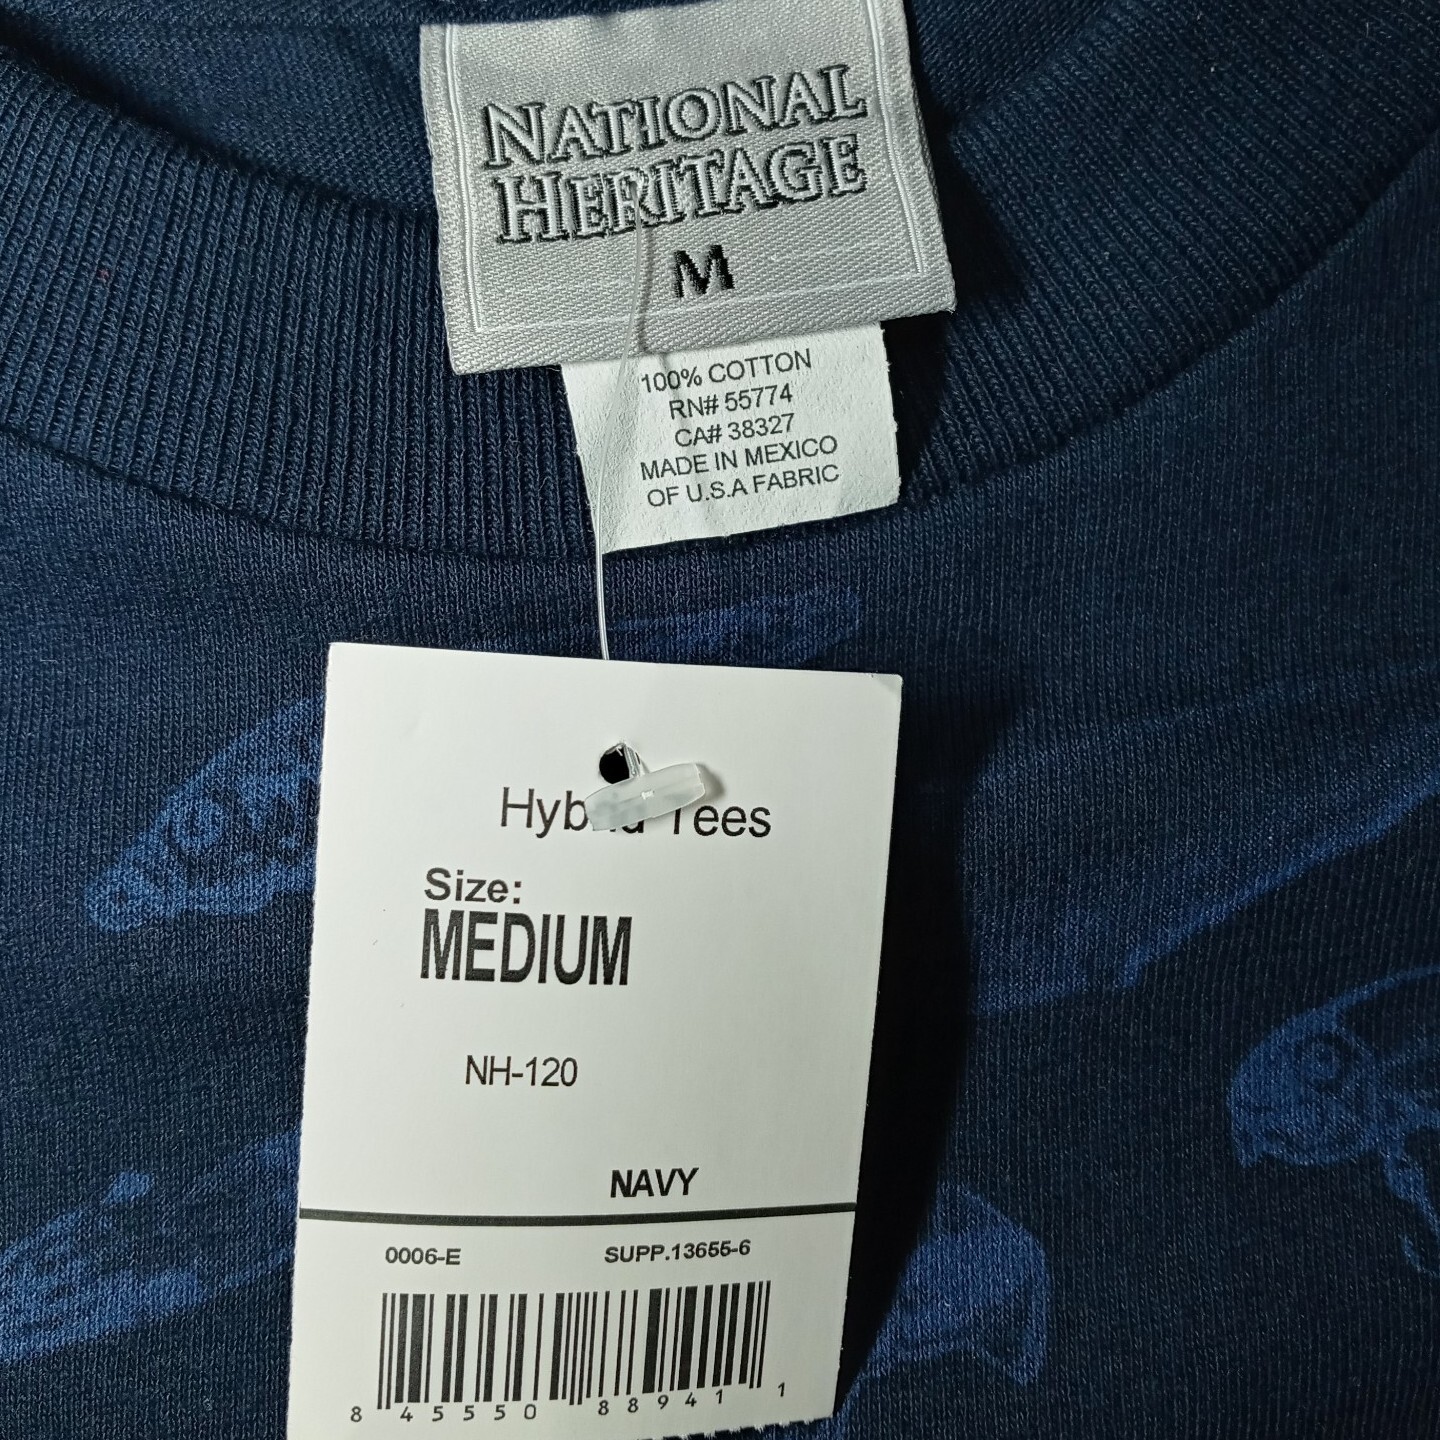 NATIONAL
HERITAGE
M
100% COTTON
RN# 55774
CA# 38327
MADE IN MEXICO
OF U.S.A FABRIC
Tees
Size:
MEDIUM
NH-120
NAVY
0006-E SUPP.13655-6
8 45550 88941 1